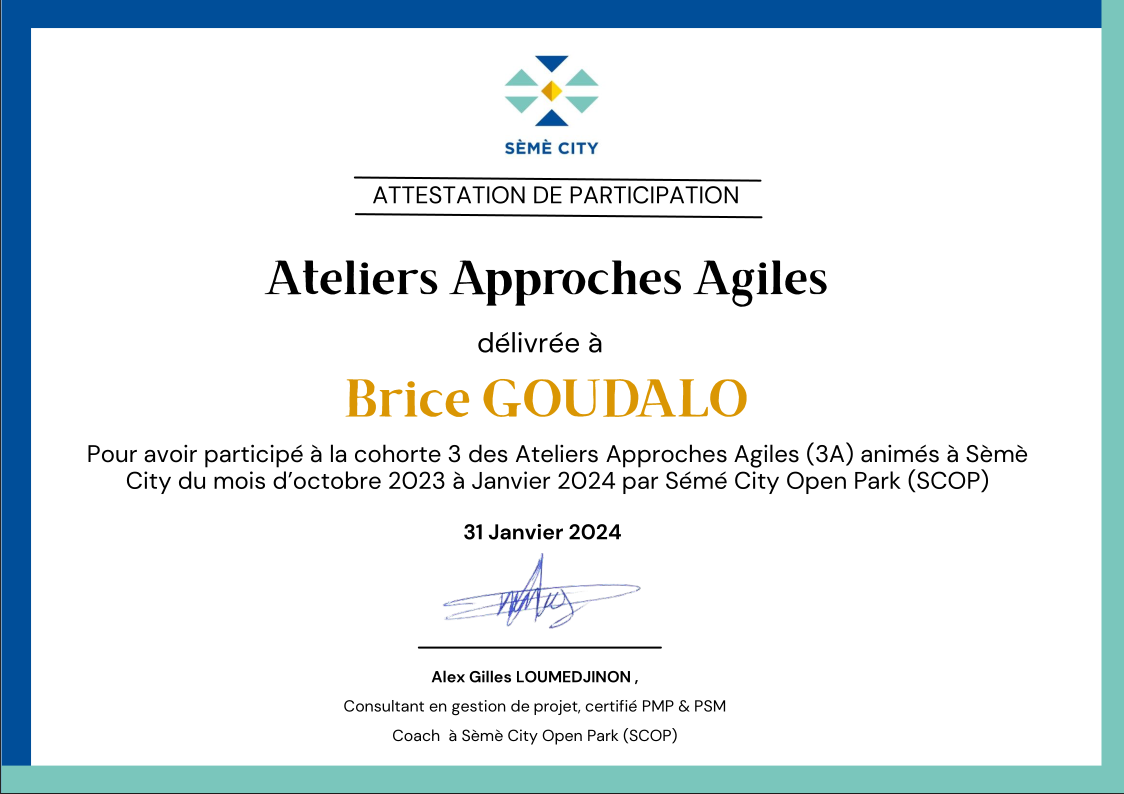 SÈMÈ CITY
ATTESTATION DE PARTICIPATION
Ateliers Approches Agiles
délivrée à
Brice GOUDALO
Pour avoir participé à la cohorte 3 des Ateliers Approches Agiles (3A) animés à Sèmè
City du mois d’octobre 2023 à Janvier 2024 par Sémé City Open Park (SCOP)
31 Janvier 2024
Alex Gilles LOUMEDJINON ,
Consultant en gestion de projet, certifié PMP & PSM
Coach à Sèmè City Open Park (SCOP)